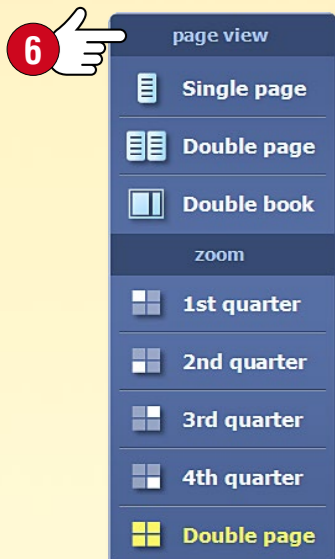 6
page view
Single page
Double page
Double book
zoom
1st quarter
2nd quarter
3rd quarter
4th quarter
Double page